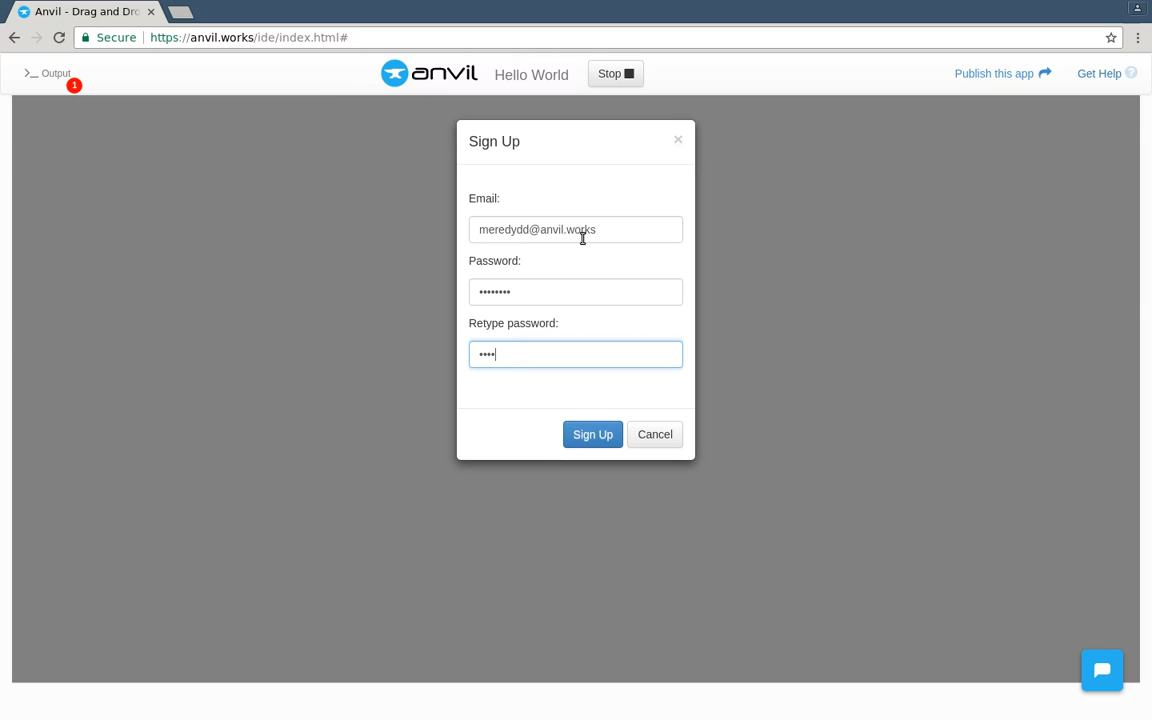 Anvil - Drag and Dro
Secure
https://anvil.works/ide/index.html#
>_ Output
1
anvil
Hello World
Stop
Publish this app
Get Help ?
Sign Up
×
Email:
meredydd@anvil.works
Password:
••••••••
Retype password:
••••
Sign Up
Cancel